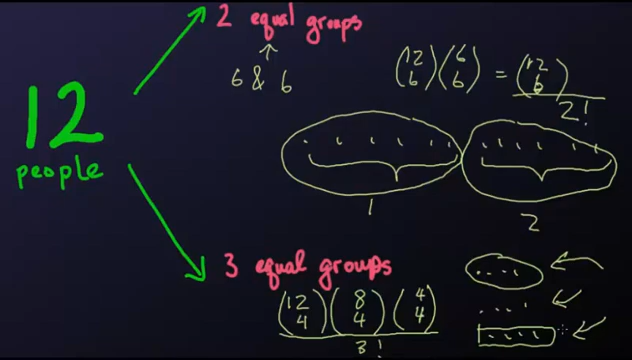 2 equal groups
6 & 6
(12 6)(6 6) = (12 6) / 2!
12
people
1
2
3 equal groups
(12 4)(8 4)(4 4) / 3!